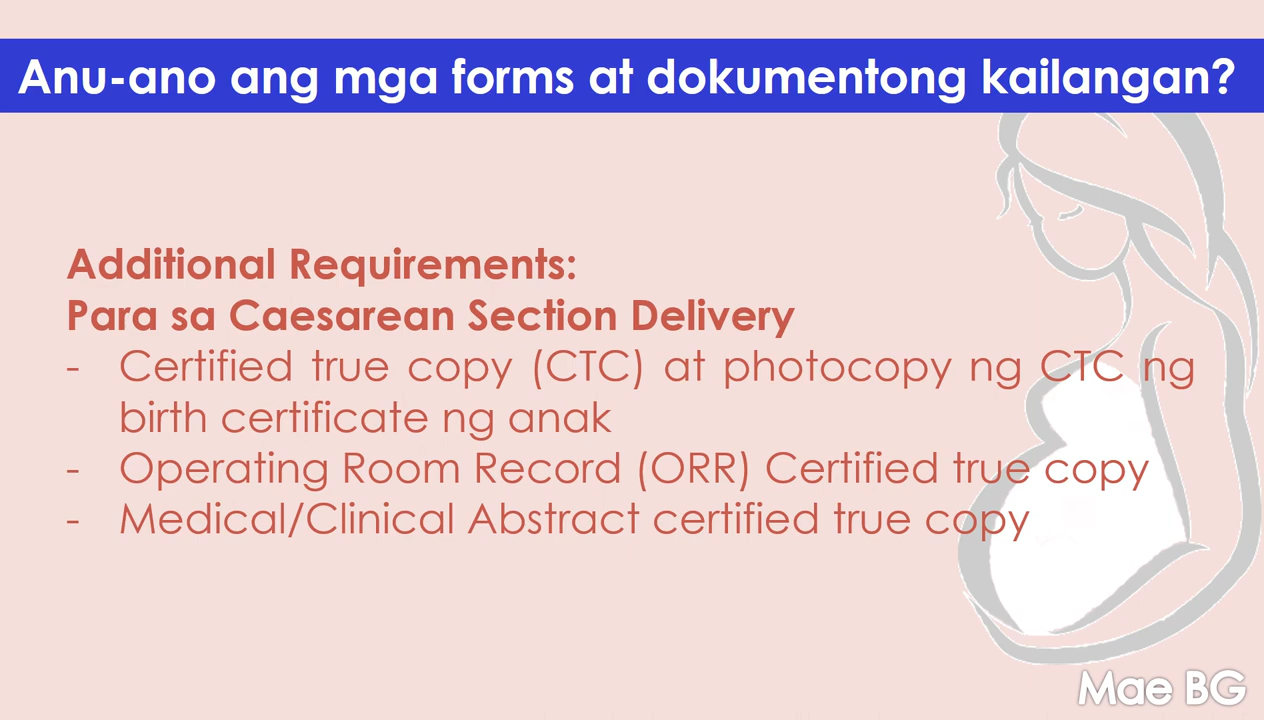 Anu-ano ang mga forms at dokumentong kailangan?
Additional Requirements:
Para sa Caesarean Section Delivery
- Certified true copy (CTC) at photocopy ng CTC ng
birth certificate ng anak
- Operating Room Record (ORR) Certified true copy
- Medical/Clinical Abstract certified true copy
Mae BG